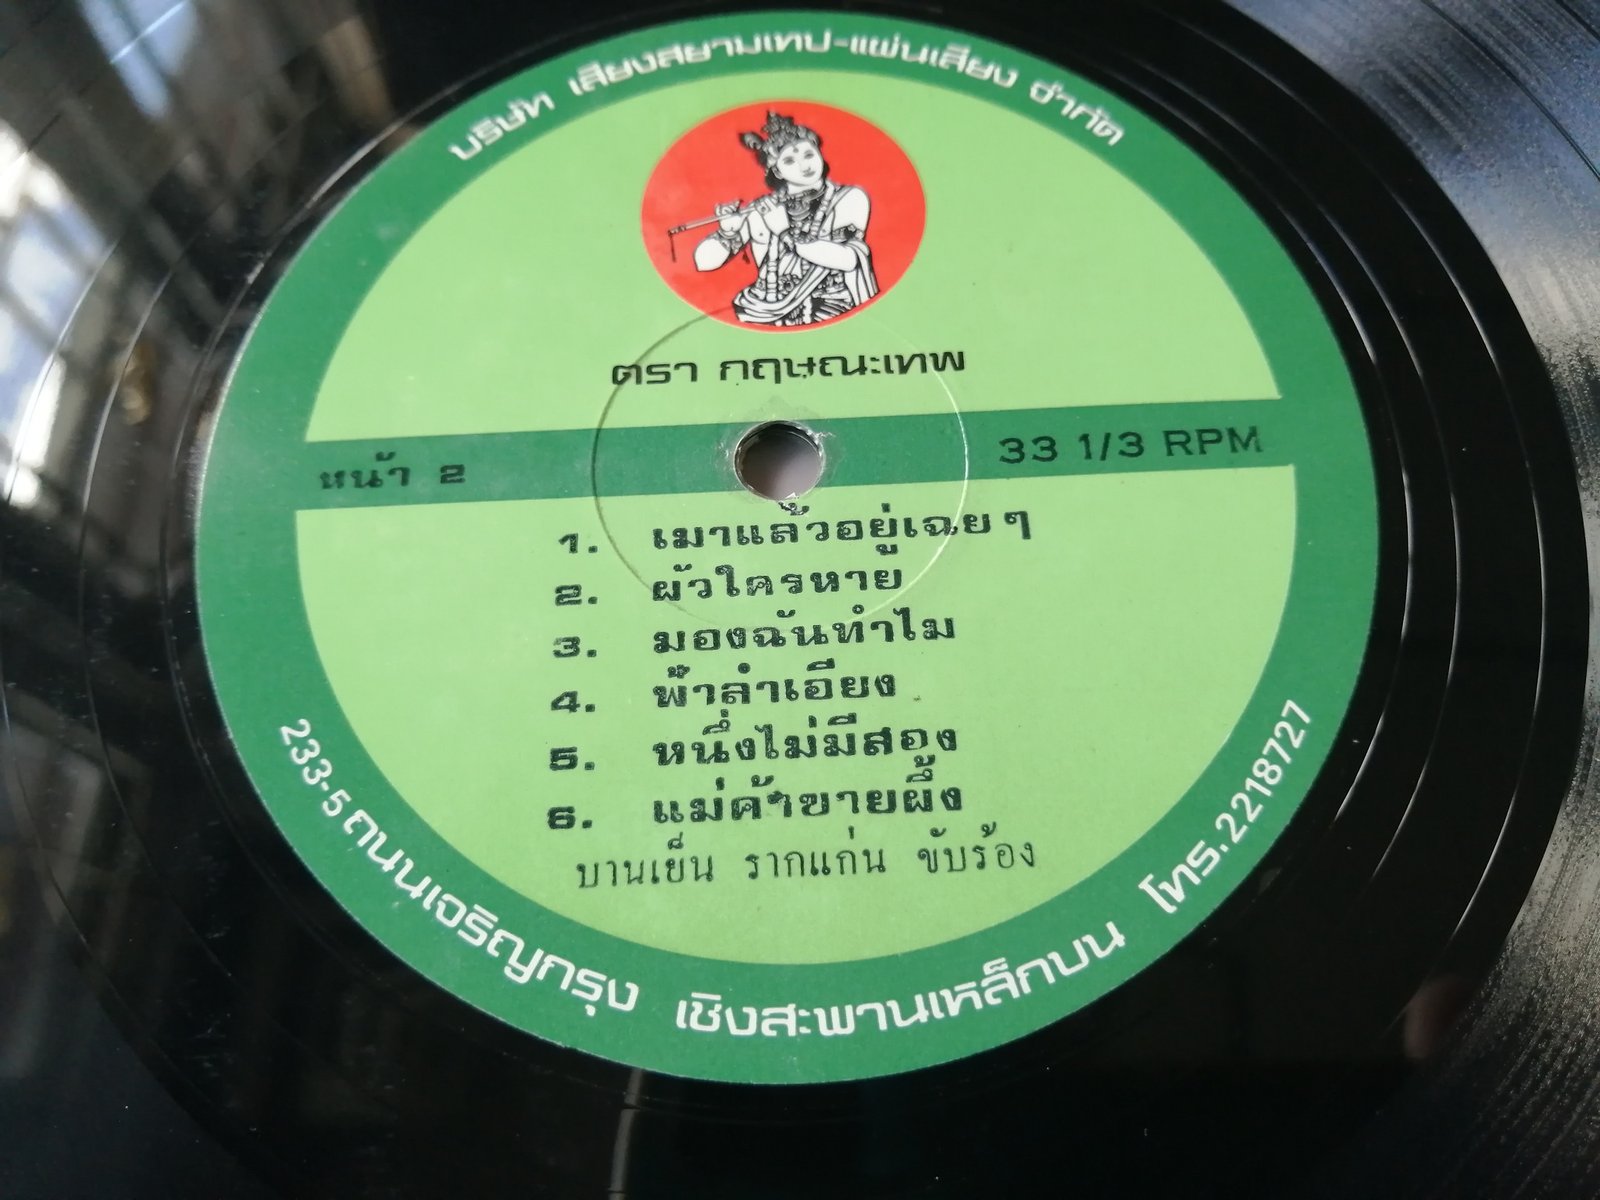 บริษัท เสียงสยามเทป-แผ่นเสียง จำกัด
ตรา กฤษณะเทพ
หน้า 2
33 1/3 RPM
1. เมาแล้วอยู่เฉยๆ
2. ผัวใครหาย
3. มองฉันทำไม
4. ฟ้าลำเอียง
5. หนึ่งไม่มีสอง
6. แม่ค้าขายผึ้ง
บานเย็น รากแก่น ขับร้อง
233-5 ถนนเจริญกรุง เชิงสะพานเหล็กบน โทร.2218727